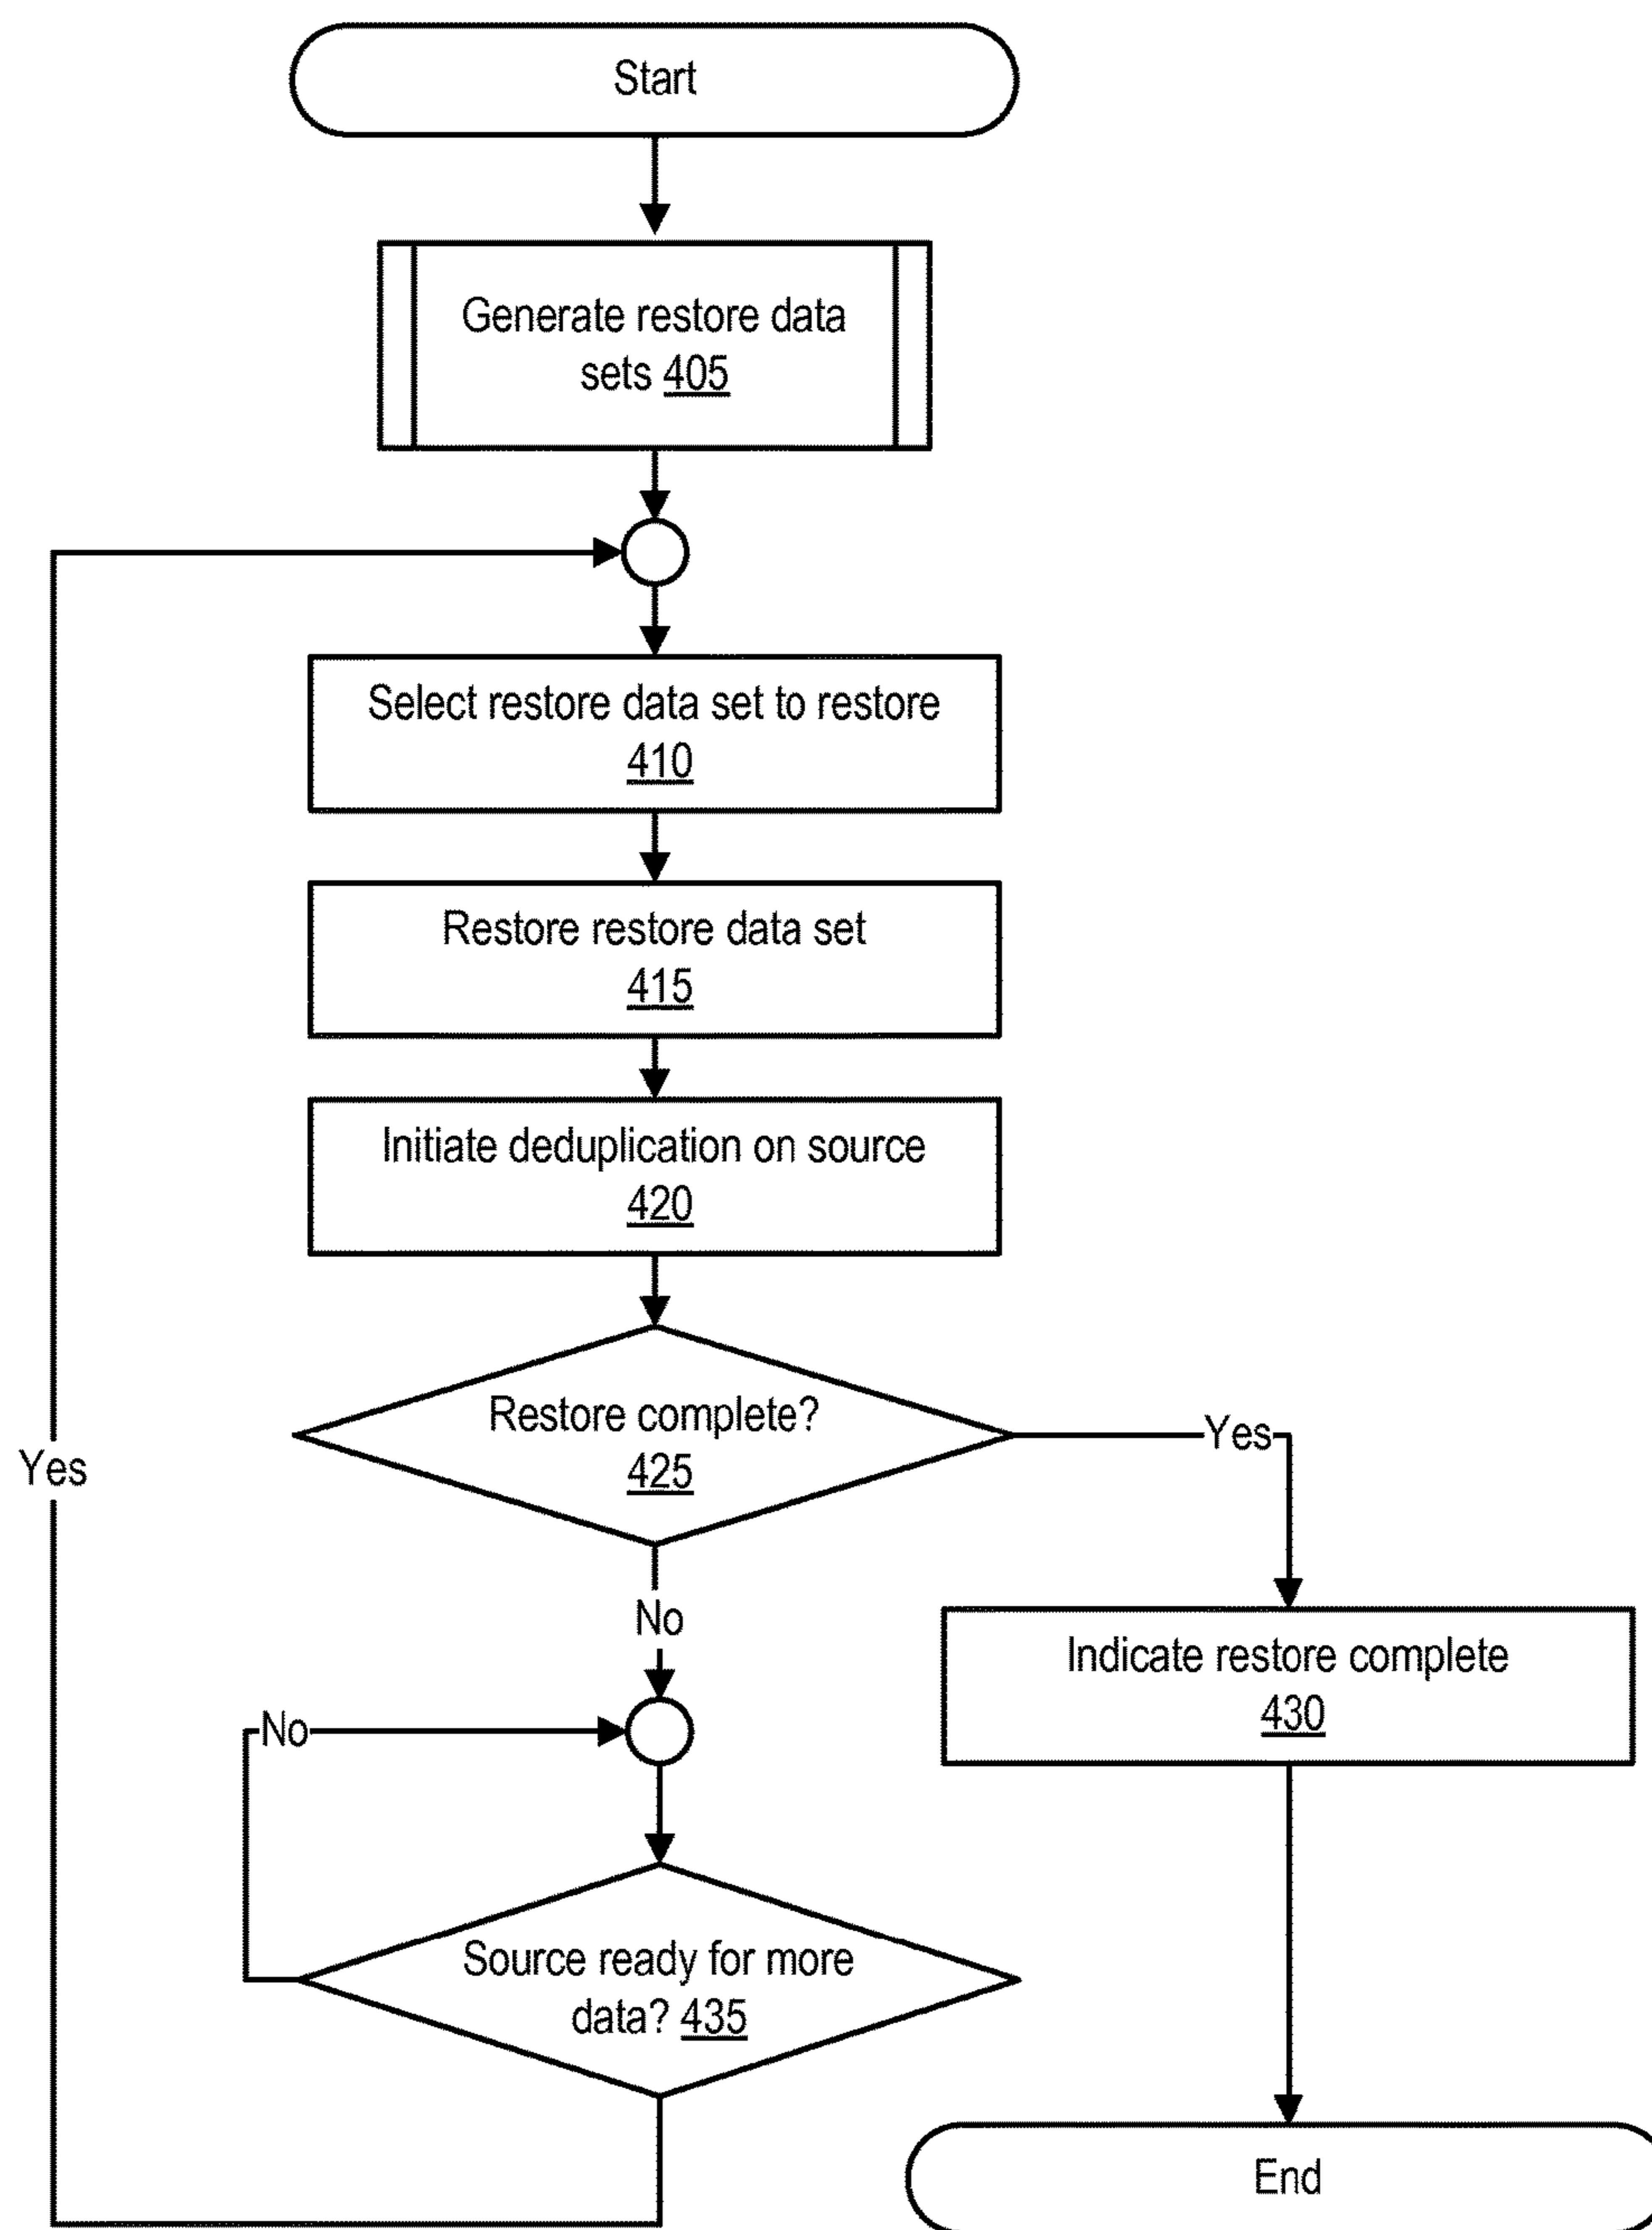 Start
Generate restore data
sets 405
Select restore data set to restore
410
Restore restore data set
415
Initiate deduplication on source
420
Restore complete?
425
Yes
Yes
No
Indicate restore complete
430
No
Source ready for more
data? 435
End